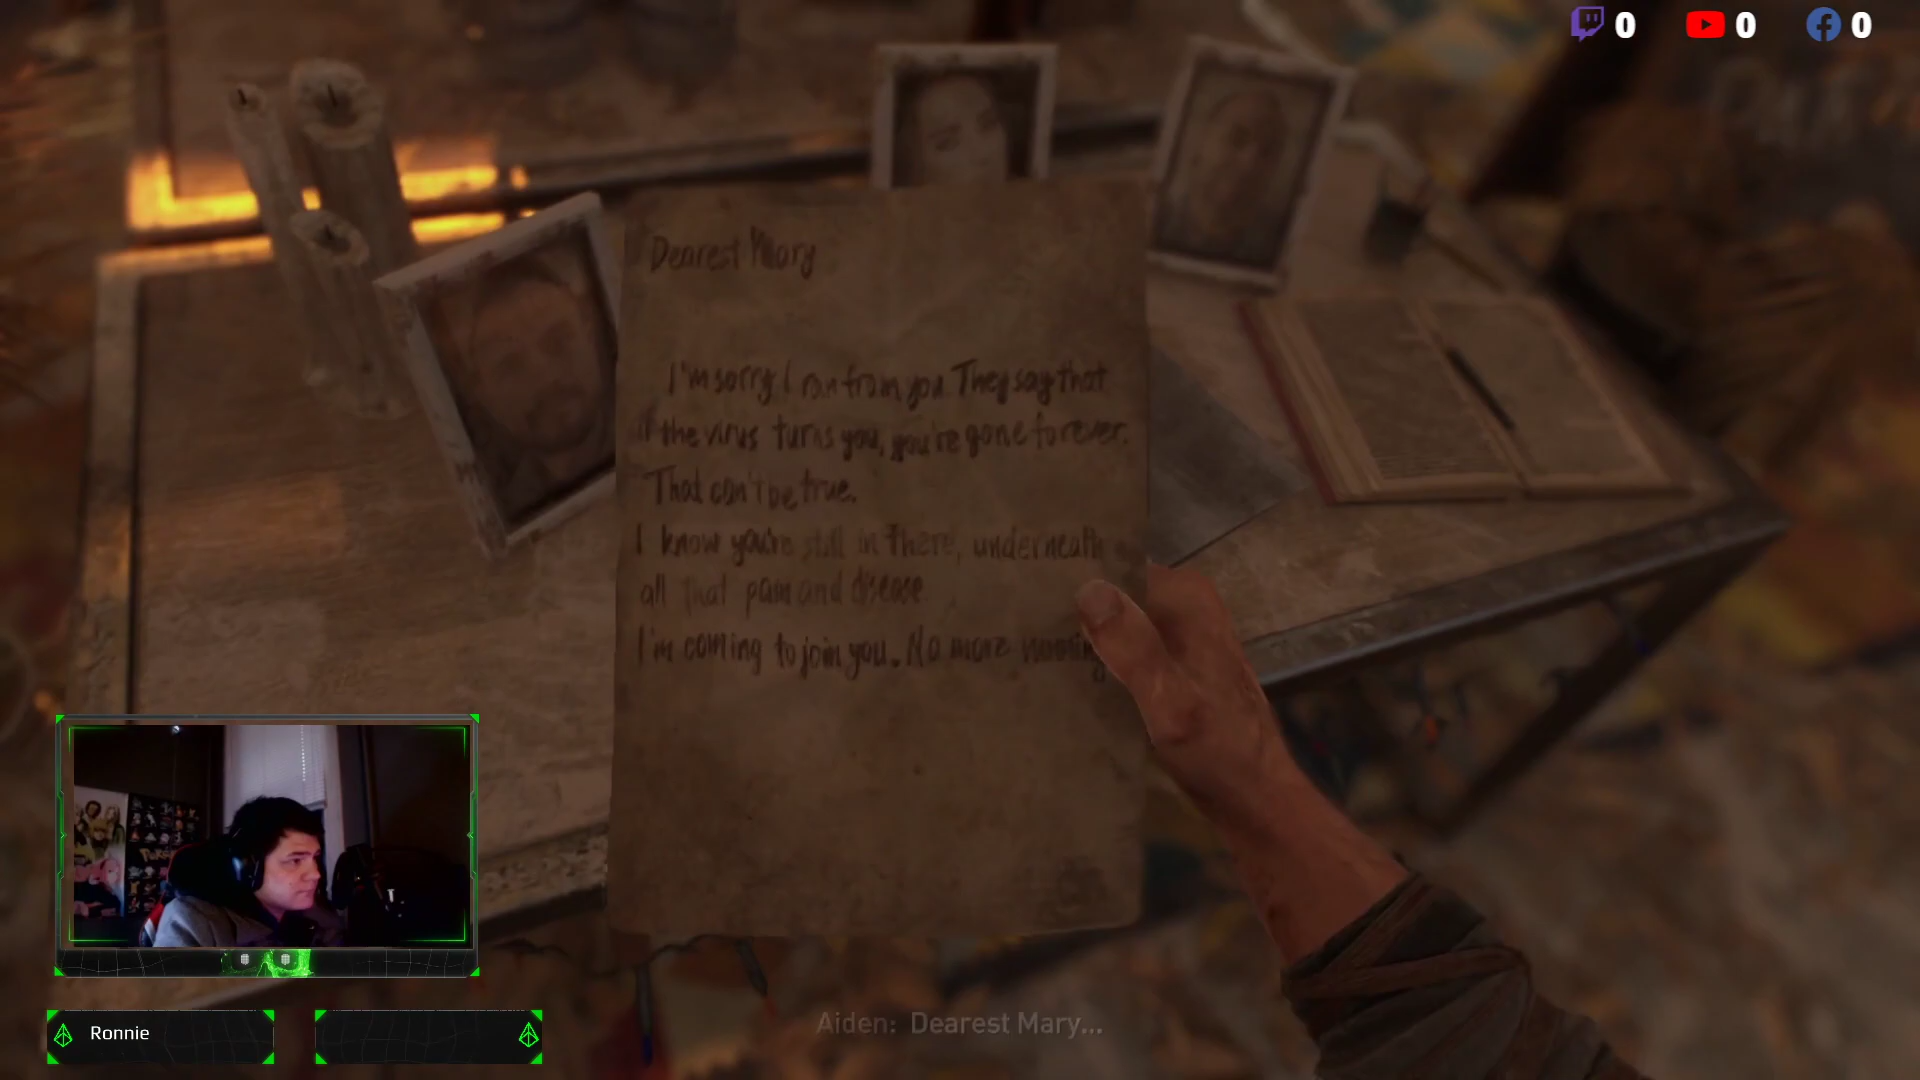 0 0 0
Dearest Mary
I'm sorry I ran from you. They say that
if the virus turns you, you're gone forever.
That can't be true.
I know you're still in there, underneath
all that pain and disease.
I'm coming to join you. No more running
Aiden: Dearest Mary...
Ronnie